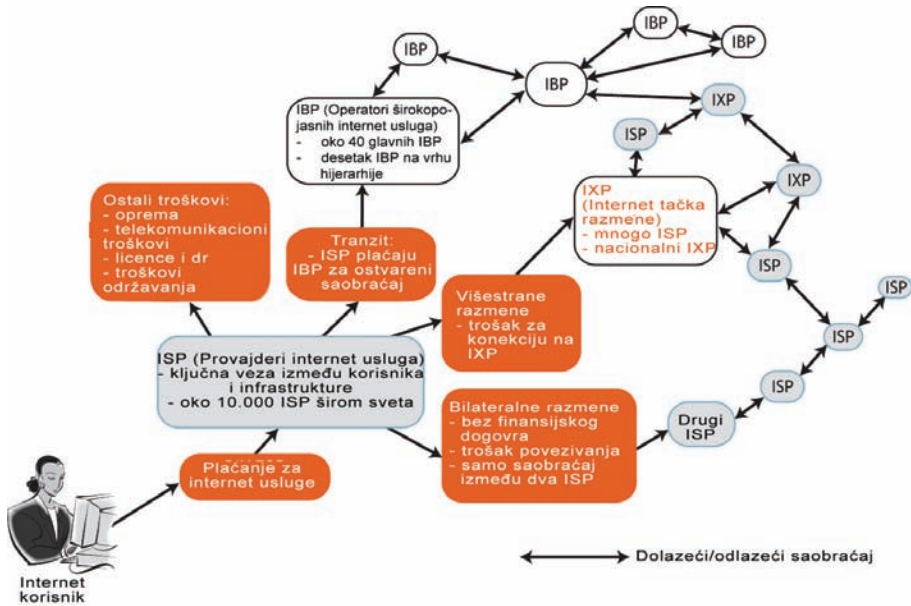 IBP
IBP
IBP
IBP
IBP (Operatori širokopo-
jasnih internet usluga)
- oko 40 glavnih IBP
- desetak IBP na vrhu
hijerarhije
IXP
ISP
IXP
(Internet tačka
razmene)
- mnogo ISP
- nacionalni IXP
IXP
ISP
ISP
ISP
ISP
Ostali troškovi:
- oprema
- telekomunikacioni
troškovi
- licence i dr
- troškovi
održavanja
Tranzit:
- ISP plaćaju
IBP za ostvareni
saobraćaj
Višestrane
razmene
- trošak za
konekciju na
IXP
ISP (Provajderi internet usluga)
- ključna veza između korisnika
i infrastrukture
- oko 10.000 ISP širom sveta
Bilateralne razmene
- bez finansijskog
dogovra
- trošak povezivanja
- samo saobraćaj
između dva ISP
Drugi
ISP
Plaćanje za
internet usluge
Internet
korisnik
Dolazeći/odlazeći saobraćaj